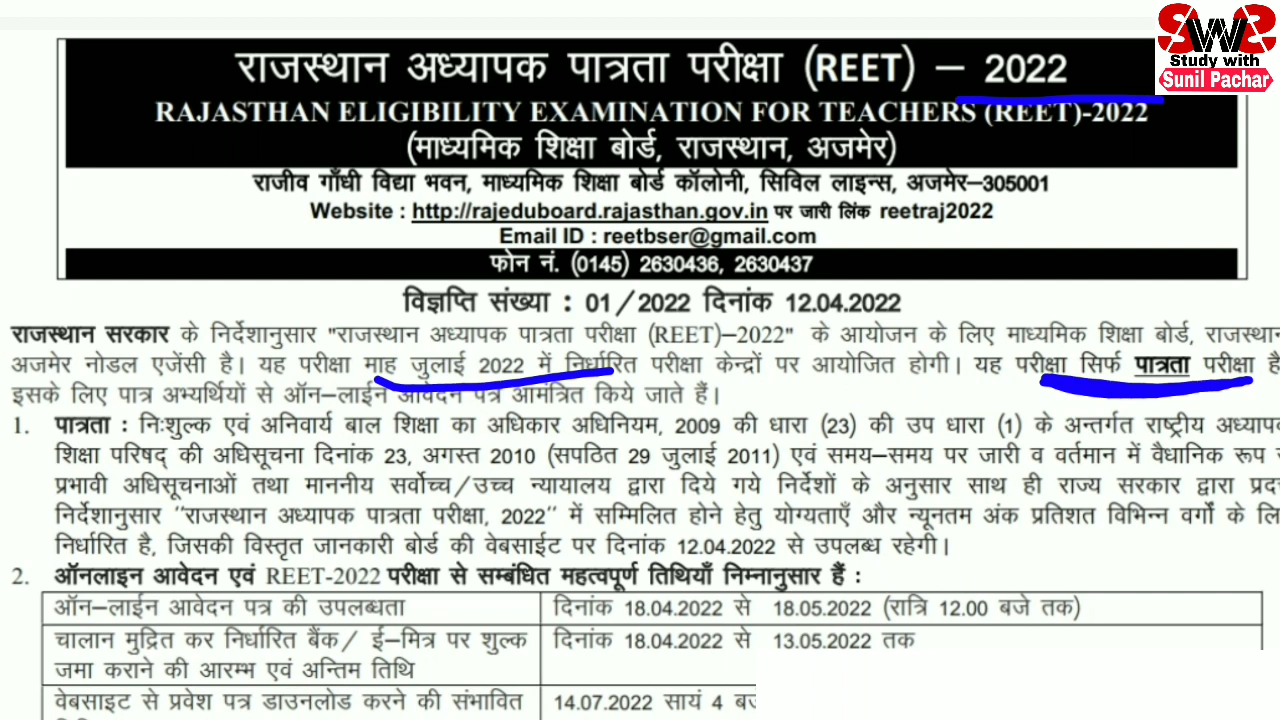 राजस्थान अध्यापक पात्रता परीक्षा (REET) – 2022
SWS
Study with
Sunil Pachar
RAJASTHAN ELIGIBILITY EXAMINATION FOR TEACHERS (REET)-2022
(माध्यमिक शिक्षा बोर्ड, राजस्थान, अजमेर)
राजीव गाँधी विद्या भवन, माध्यमिक शिक्षा बोर्ड कॉलोनी, सिविल लाइन्स, अजमेर–305001
Website : http://rajeduboard.rajasthan.gov.in पर जारी लिंक reetraj2022
Email ID : reetbser@gmail.com
फोन नं. (0145) 2630436, 2630437
विज्ञप्ति संख्या : 01/2022 दिनांक 12.04.2022
राजस्थान सरकार के निर्देशानुसार "राजस्थान अध्यापक पात्रता परीक्षा (REET)–2022" के आयोजन के लिए माध्यमिक शिक्षा बोर्ड, राजस्थान
अजमेर नोडल एजेंसी है। यह परीक्षा माह जुलाई 2022 में निर्धारित परीक्षा केन्द्रों पर आयोजित होगी। यह परीक्षा सिर्फ पात्रता परीक्षा है
इसके लिए पात्र अभ्यर्थियों से ऑन–लाईन आवेदन पत्र आमंत्रित किये जाते हैं।
1. पात्रता : निःशुल्क एवं अनिवार्य बाल शिक्षा का अधिकार अधिनियम, 2009 की धारा (23) की उप धारा (1) के अन्तर्गत राष्ट्रीय अध्यापक
शिक्षा परिषद् की अधिसूचना दिनांक 23, अगस्त 2010 (सपठित 29 जुलाई 2011) एवं समय–समय पर जारी व वर्तमान में वैधानिक रूप
प्रभावी अधिसूचनाओं तथा माननीय सर्वोच्च/उच्च न्यायालय द्वारा दिये गये निर्देशों के अनुसार साथ ही राज्य सरकार द्वारा
निर्देशानुसार "राजस्थान अध्यापक पात्रता परीक्षा, 2022" में सम्मिलित होने हेतु योग्यताएँ और न्यूनतम अंक प्रतिशत विभिन्न वर्गों के
निर्धारित है, जिसकी विस्तृत जानकारी बोर्ड की वेबसाईट पर दिनांक 12.04.2022 से उपलब्ध रहेगी।
2. ऑनलाइन आवेदन एवं REET-2022 परीक्षा से सम्बंधित महत्वपूर्ण तिथियाँ निम्नानुसार हैं :
ऑन–लाईन आवेदन पत्र की उपलब्धता दिनांक 18.04.2022 से 18.05.2022 (रात्रि 12.00 बजे तक)
चालान मुद्रित कर निर्धारित बैंक/ ई–मित्र पर शुल्क दिनांक 18.04.2022 से 13.05.2022 तक
जमा कराने की आरम्भ एवं अन्तिम तिथि
वेबसाइट से प्रवेश पत्र डाउनलोड करने की संभावित 14.07.2022 सायं 4